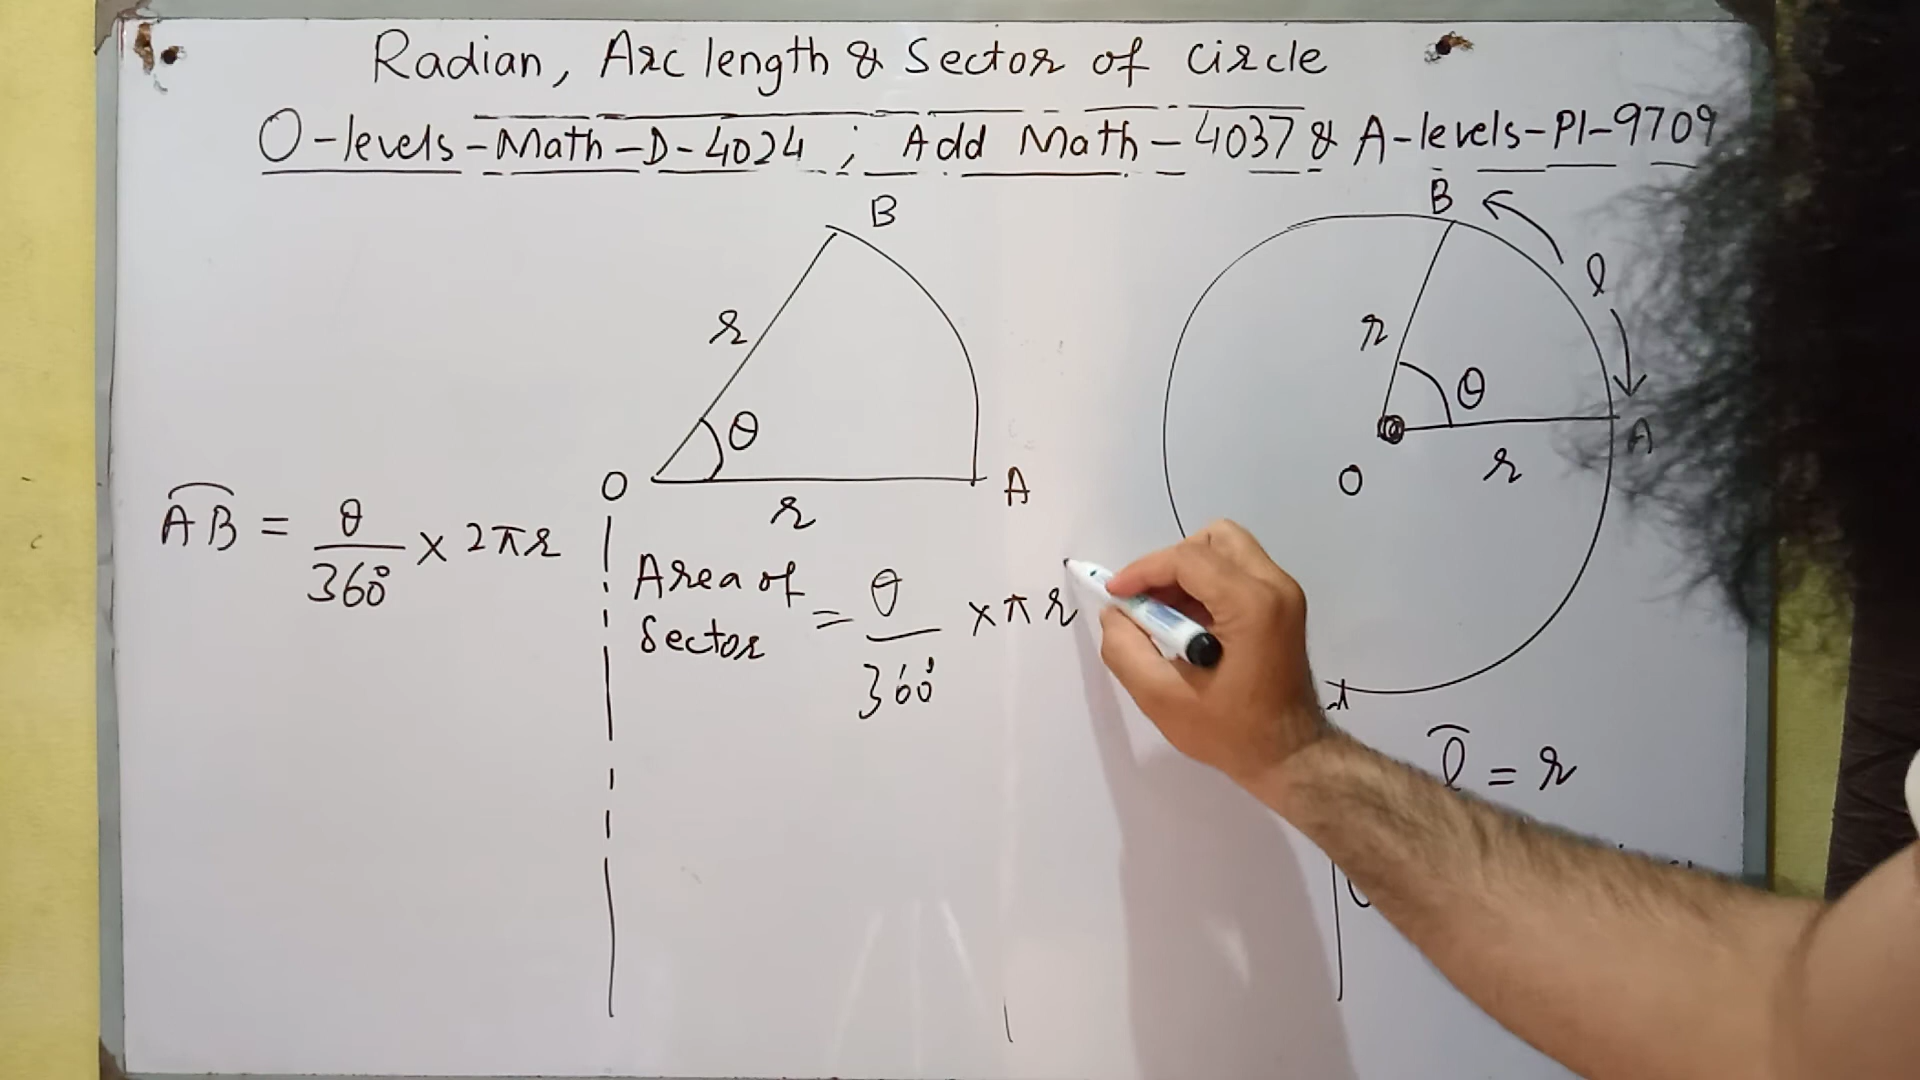 Radian, Arc length & Sector of circle
O-levels-Math-D-4024 ; Add Math-4037 & A-levels-P1-9709
B
r
θ
O
r
A
B
l
r
θ
A
O
r
AB = θ/360° × 2πr
Area of Sector = θ/360° × πr
l = r